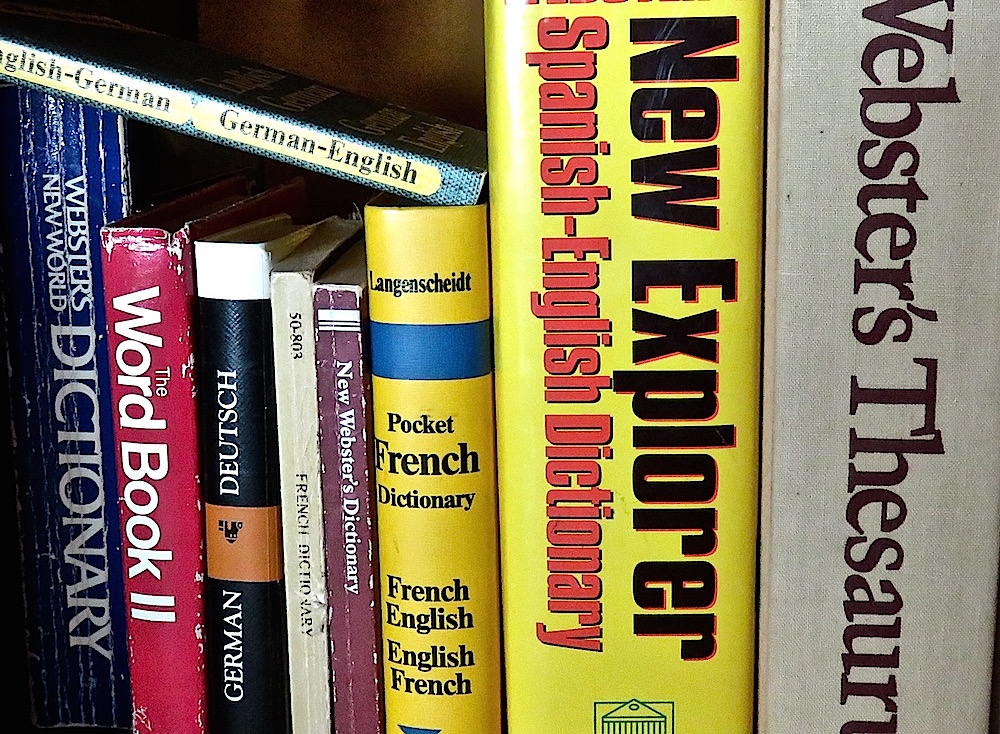 English-German German-English
WEBSTER'S
NEW WORLD
DICTIONARY
The
Word Book II
GERMAN DEUTSCH
50-803
FRENCH DICTIONARY
New Webster's Dictionary
Langenscheidt
Pocket
French
Dictionary
French
English
English
French
New Explorer
Spanish-English Dictionary
Webster's Thesauru